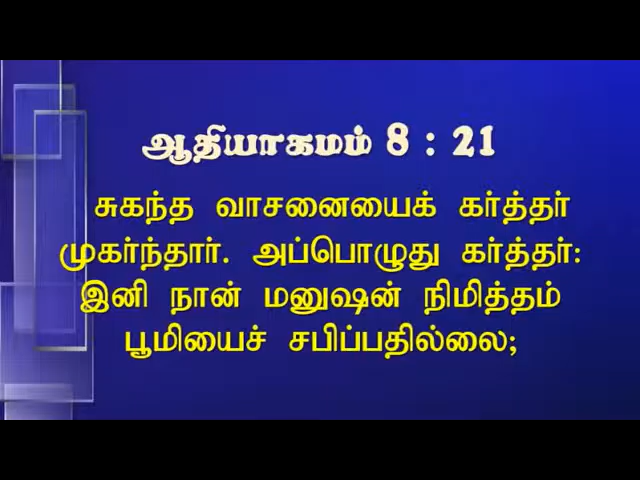 ஆதியாகமம் 8 : 21
சுகந்த வாசனையைக் கர்த்தர்
முகர்ந்தார். அப்பொழுது கர்த்தர்:
இனி நான் மனுஷன் நிமித்தம்
பூமியைச் சபிப்பதில்லை;